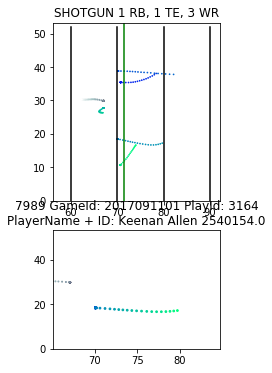 SHOTGUN 1 RB, 1 TE, 3 WR
50
40
30
20
10
0
60 70 80 90
7989 GameId: 2017091101 PlayId: 3164
PlayerName + ID: Keenan Allen 2540154.0
40
20
0
70 75 80